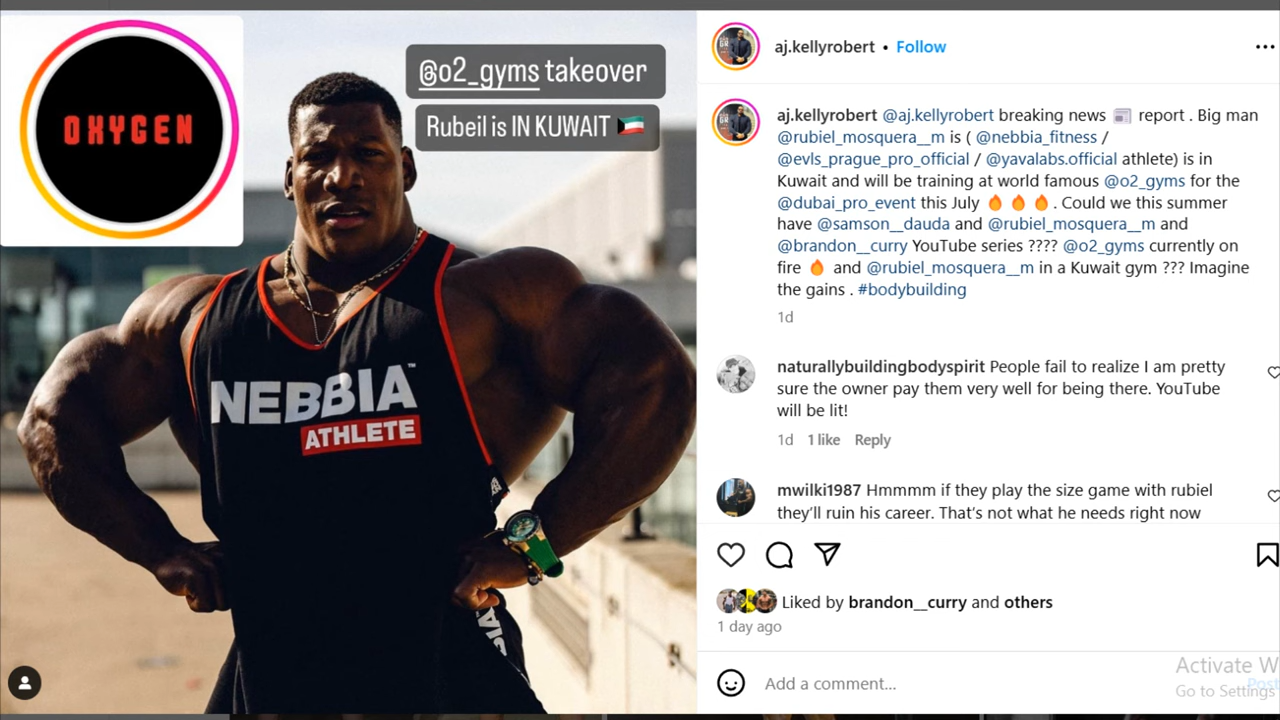 OXYGEN
@o2_gyms takeover
Rubeil is IN KUWAIT 🇰🇼
NEBBIA™
ATHLETE
aj.kellyrobert • Follow
aj.kellyrobert @aj.kellyrobert breaking news 📰 report . Big man
@rubiel_mosquera__m is ( @nebbia_fitness /
@evls_prague_pro_official / @yavalabs.official athlete) is in
Kuwait and will be training at world famous @o2_gyms for the
@dubai_pro_event this July 🔥 🔥 🔥 . Could we this summer
have @samson__dauda and @rubiel_mosquera__m and
@brandon__curry YouTube series ???? @o2_gyms currently on
fire 🔥 and @rubiel_mosquera__m in a Kuwait gym ??? Imagine
the gains . #bodybuilding
1d
naturallybuildingbodyspirit People fail to realize I am pretty
sure the owner pay them very well for being there. YouTube
will be lit!
1d 1 like Reply
mwilki1987 Hmmmm if they play the size game with rubiel
they'll ruin his career. That's not what he needs right now
Liked by brandon__curry and others
1 day ago
Add a comment...
Post
Activate W
Go to Settings